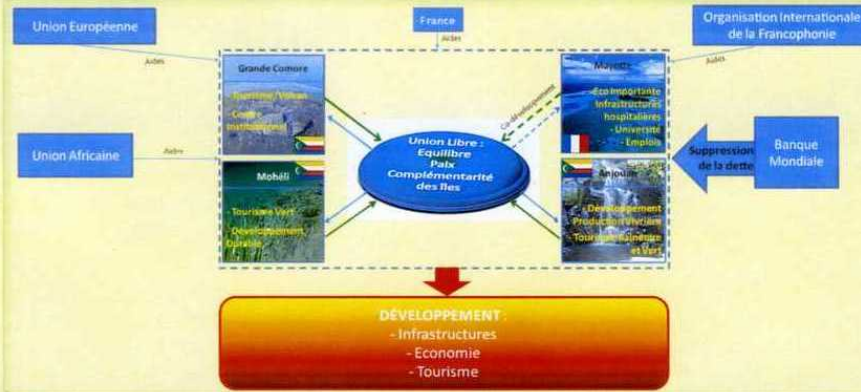 Union Européenne
France
Organisation Internationale
de la Francophonie
Aides
Aides
Aides
Grande Comore
- Tourisme/Volcan
- Centre
Institutionnel
Mayotte
-Eco Importante
Infrastructures
hospitalières
- Université
- Emplois
Co-développement
Union Libre :
Equilibre
Paix
Complémentarité
des îles
Union Africaine
Aides
Suppression
de la dette
Banque
Mondiale
Mohéli
- Tourisme Vert
- Développement
Durable
Anjouan
- Développement
Production Vivrière
- Tourisme Balnéaire
et Vert
DÉVELOPPEMENT :
- Infrastructures
- Economie
- Tourisme